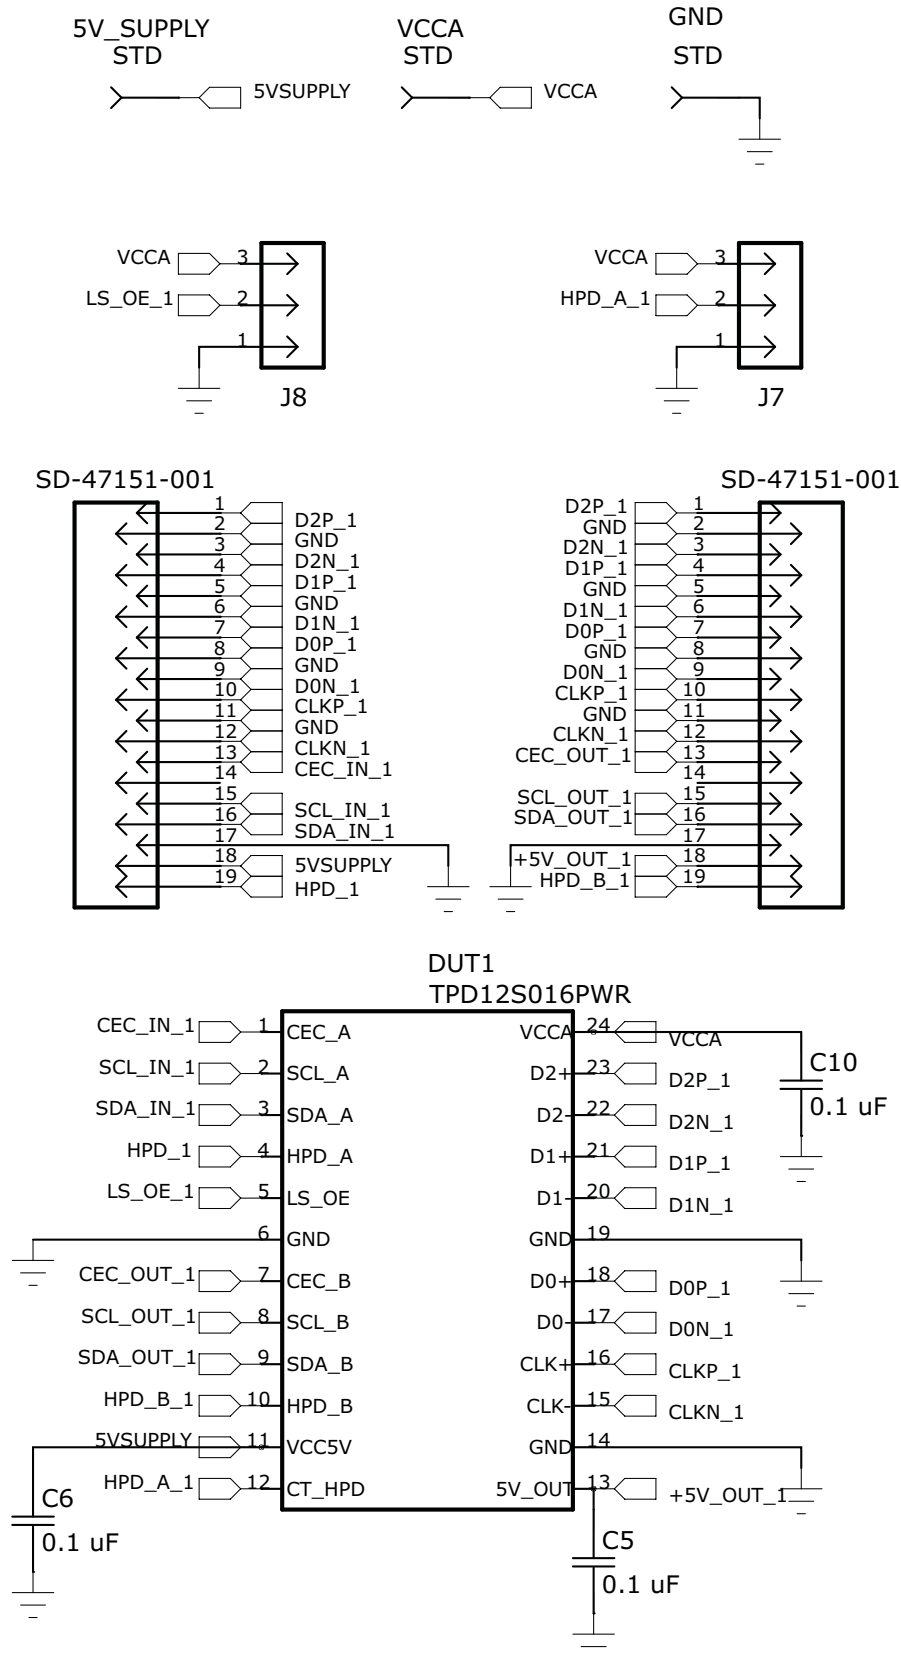 5V_SUPPLY
STD
5VSUPPLY
VCCA
STD
VCCA
GND
STD
VCCA 3
LS_OE_1 2
1
J8
VCCA 3
HPD_A_1 2
1
J7
SD-47151-001
1 D2P_1
2 GND
3 D2N_1
4 D1P_1
5 GND
6 D1N_1
7 D0P_1
8 GND
9 D0N_1
10 CLKP_1
11 GND
12 CLKN_1
13 CEC_IN_1
14
15 SCL_IN_1
16 SDA_IN_1
17
18 5VSUPPLY
19 HPD_1
SD-47151-001
D2P_1 1
GND 2
D2N_1 3
D1P_1 4
GND 5
D1N_1 6
D0P_1 7
GND 8
D0N_1 9
CLKP_1 10
GND 11
CLKN_1 12
CEC_OUT_1 13
14
SCL_OUT_1 15
SDA_OUT_1 16
17
+5V_OUT_1 18
HPD_B_1 19
DUT1
TPD12S016PWR
CEC_IN_1 1 CEC_A VCCA 24 VCCA
SCL_IN_1 2 SCL_A D2+ 23 D2P_1
SDA_IN_1 3 SDA_A D2- 22 D2N_1
HPD_1 4 HPD_A D1+ 21 D1P_1
LS_OE_1 5 LS_OE D1- 20 D1N_1
6 GND GND 19
CEC_OUT_1 7 CEC_B D0+ 18 D0P_1
SCL_OUT_1 8 SCL_B D0- 17 D0N_1
SDA_OUT_1 9 SDA_B CLK+ 16 CLKP_1
HPD_B_1 10 HPD_B CLK- 15 CLKN_1
5VSUPPLY 11 VCC5V GND 14
HPD_A_1 12 CT_HPD 5V_OUT 13 +5V_OUT_1
C10
0.1 uF
C6
0.1 uF
C5
0.1 uF